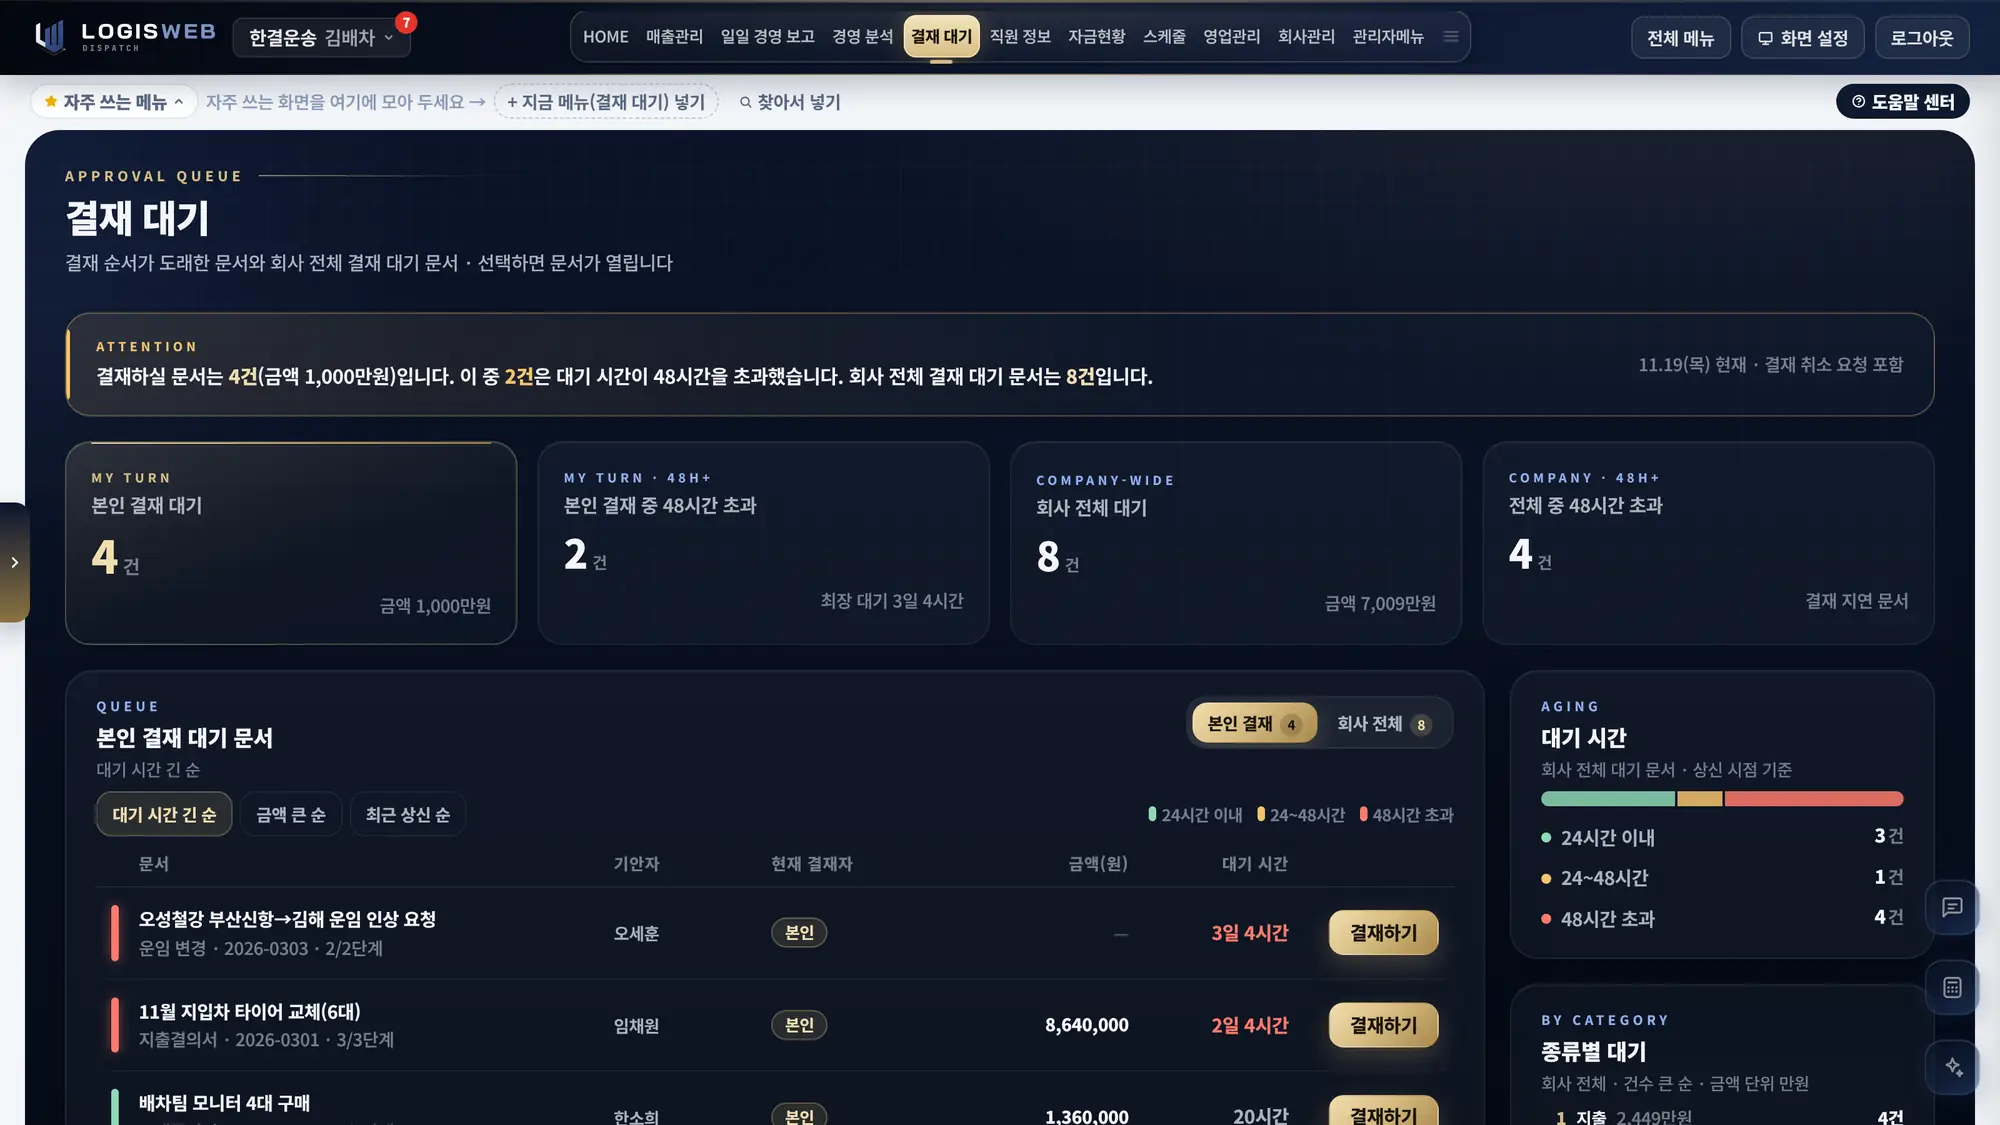 LOGISWEB
DISPATCH
한결운송 김배차
7
HOME 매출관리 일일 경영 보고 경영 분석 결재 대기 직원 정보 자금현황 스케줄 영업관리 회사관리 관리자메뉴
전체 메뉴 화면 설정 로그아웃
자주 쓰는 메뉴 자주 쓰는 화면을 여기에 모아 두세요 → + 지금 메뉴(결재 대기) 넣기 찾아서 넣기
도움말 센터
APPROVAL QUEUE
결재 대기
결재 순서가 도래한 문서와 회사 전체 결재 대기 문서 · 선택하면 문서가 열립니다
ATTENTION
결재하실 문서는 4건(금액 1,000만원)입니다. 이 중 2건은 대기 시간이 48시간을 초과했습니다. 회사 전체 결재 대기 문서는 8건입니다.
11.19(목) 현재 · 결재 취소 요청 포함
MY TURN
본인 결재 대기
4 건
금액 1,000만원
MY TURN · 48H+
본인 결재 중 48시간 초과
2 건
최장 대기 3일 4시간
COMPANY-WIDE
회사 전체 대기
8 건
금액 7,009만원
COMPANY · 48H+
전체 중 48시간 초과
4 건
결재 지연 문서
QUEUE
본인 결재 대기 문서
대기 시간 긴 순
본인 결재 4 회사 전체 8
대기 시간 긴 순 금액 큰 순 최근 상신 순
24시간 이내 24~48시간 48시간 초과
문서 기안자 현재 결재자 금액(원) 대기 시간
오성철강 부산신항→김해 운임 인상 요청
운임 변경 · 2026-0303 · 2/2단계
오세훈 본인 — 3일 4시간 결재하기
11월 지입차 타이어 교체(6대)
지출결의서 · 2026-0301 · 3/3단계
임채원 본인 8,640,000 2일 4시간 결재하기
배차팀 모니터 4대 구매
한소희 본인 1,360,000 20시간 결재하기
AGING
대기 시간
회사 전체 대기 문서 · 상신 시점 기준
24시간 이내 3건
24~48시간 1건
48시간 초과 4건
BY CATEGORY
종류별 대기
회사 전체 · 건수 큰 순 · 금액 단위 만원
1 지출 2,449만원 4건